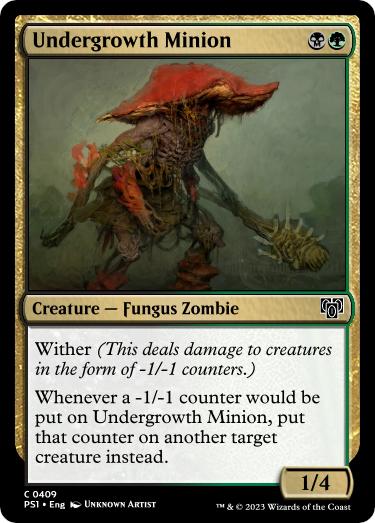 Undergrowth Minion
Creature — Fungus Zombie
Wither (This deals damage to creatures
in the form of -1/-1 counters.)
Whenever a -1/-1 counter would be
put on Undergrowth Minion, put
that counter on another target
creature instead.
1/4
C 0409
PS1 • Eng Unknown Artist
™ & © 2023 Wizards of the Coast